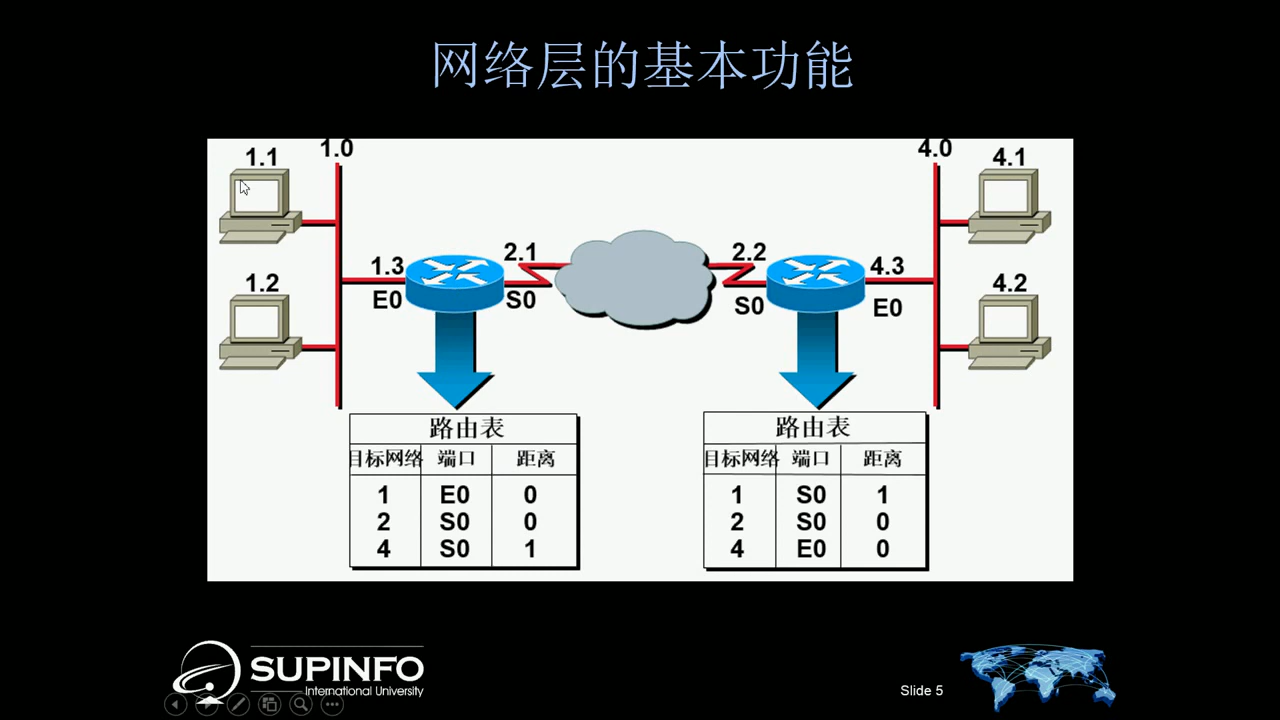 网络层的基本功能
1.0
4.0
1.1
4.1
1.2
4.2
1.3
2.1
2.2
4.3
E0
S0
S0
E0
路由表
目标网络 端口 距离
1 E0 0
2 S0 0
4 S0 1
路由表
目标网络 端口 距离
1 S0 1
2 S0 0
4 E0 0
SUPINFO
International University
Slide 5